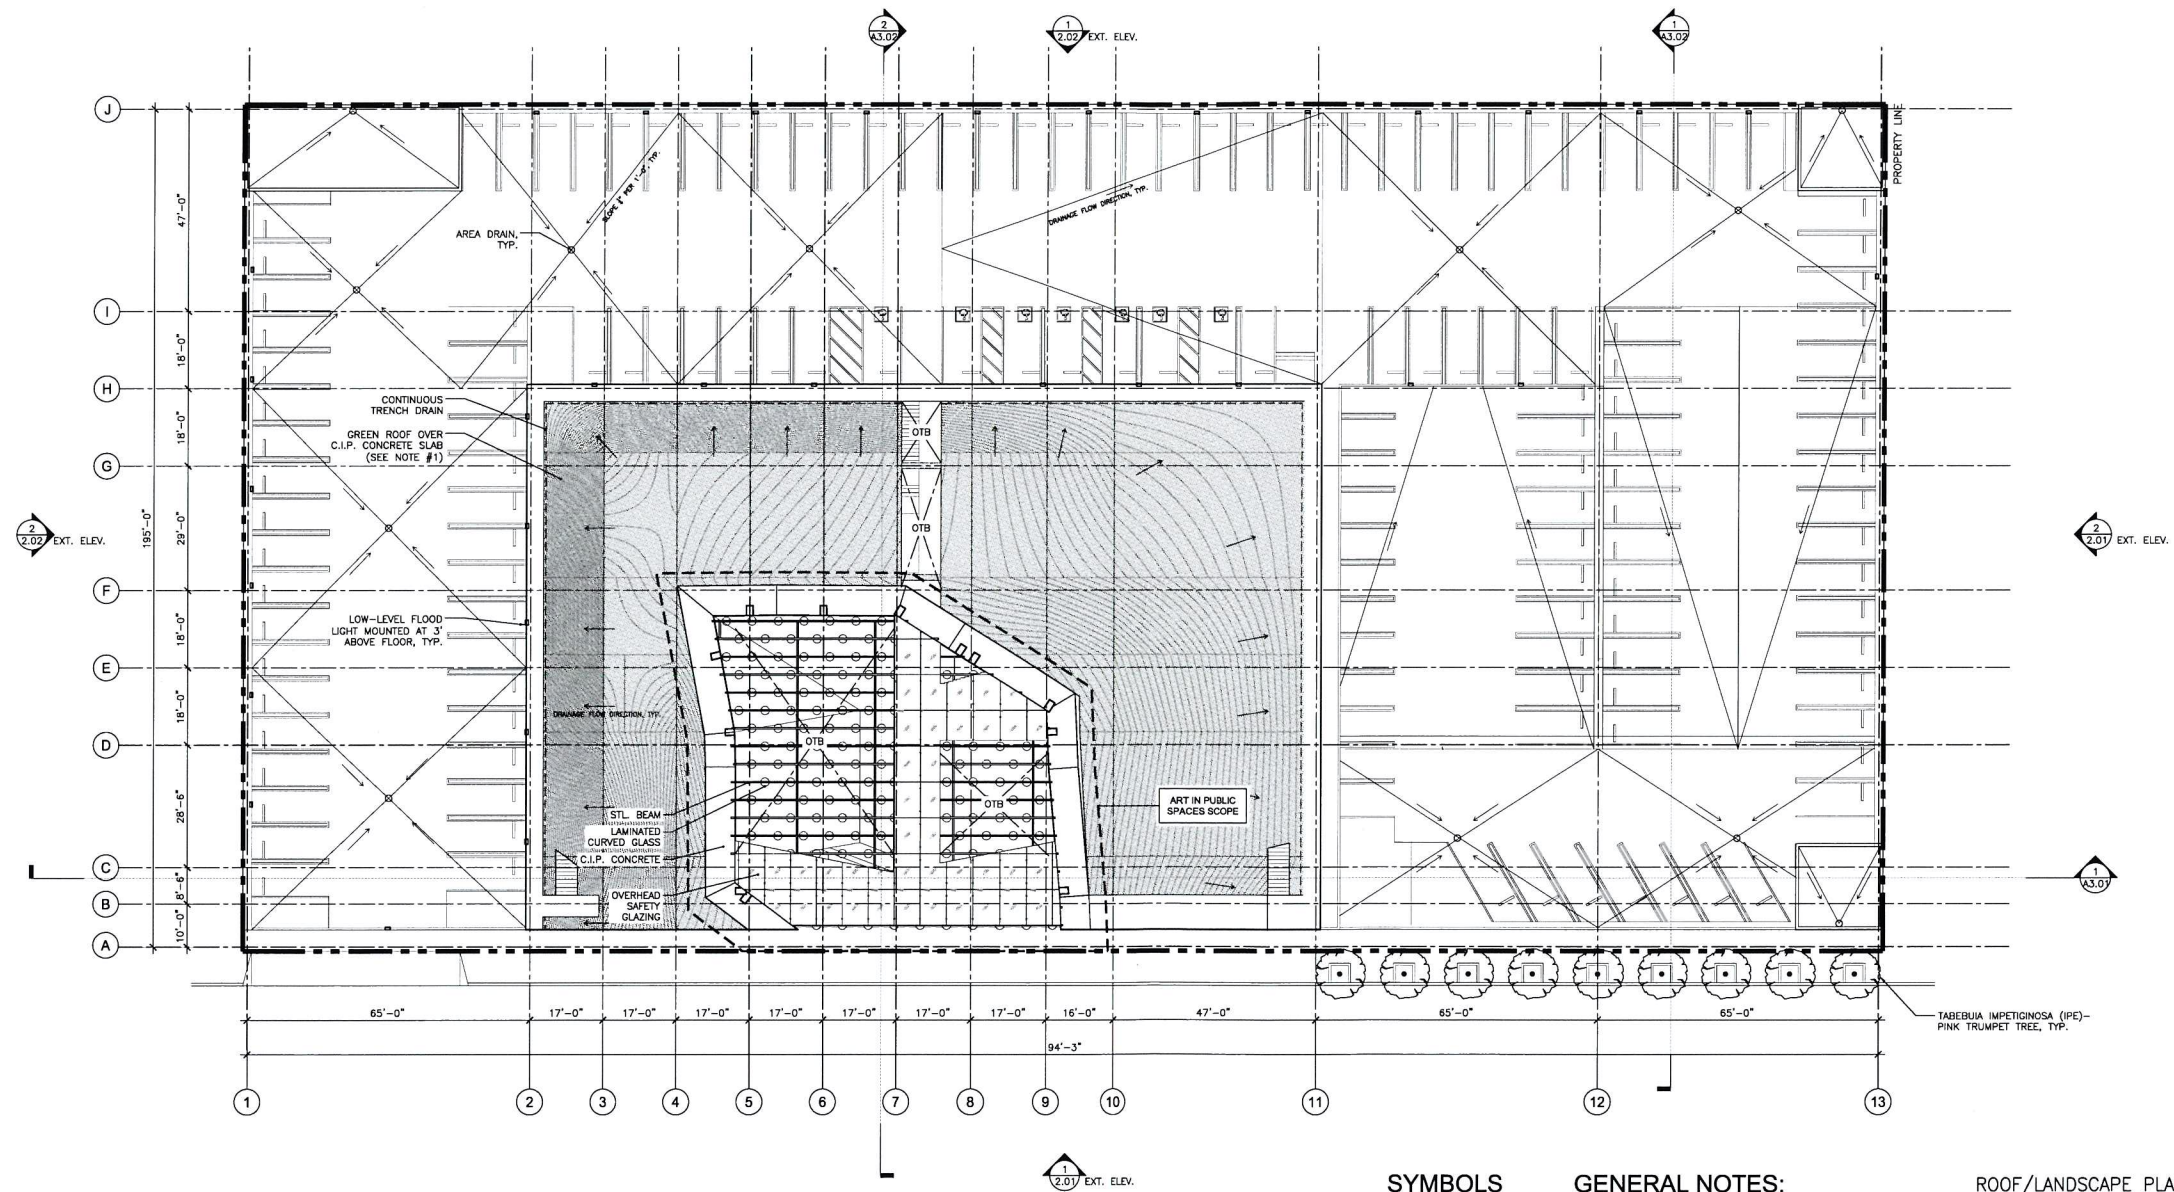 2
A3.02
1
2.02
EXT. ELEV.
1
A3.02
J
PROPERTY LINE
47'-0"
AREA DRAIN,
TYP.
DRAINAGE FLOW DIRECTION, TYP.
I
18'-0"
H
CONTINUOUS
TRENCH DRAIN
GREEN ROOF OVER
C.I.P. CONCRETE SLAB
(SEE NOTE #1)
18'-0"
OTB
G
195'-0"
29'-0"
OTB
2
2.02
EXT. ELEV.
2
2.01
EXT. ELEV.
F
LOW-LEVEL FLOOD
LIGHT MOUNTED AT 3'
ABOVE FLOOR, TYP.
18'-0"
E
18'-0"
DRAINAGE FLOW DIRECTION, TYP.
D
OTB
28'-6"
OTB
ART IN PUBLIC
SPACES SCOPE
STL. BEAM
LAMINATED
CURVED GLASS
C.I.P. CONCRETE
C
8'-6"
OVERHEAD
SAFETY
GLAZING
1
A3.01
B
10'-0"
A
65'-0"
17'-0"
17'-0"
17'-0"
17'-0"
17'-0"
17'-0"
17'-0"
16'-0"
47'-0"
65'-0"
65'-0"
TABEBUIA IMPETIGINOSA (IPE)-
PINK TRUMPET TREE, TYP.
94'-3"
1
2
3
4
5
6
7
8
9
10
11
12
13
1
2.01
EXT. ELEV.
SYMBOLS
GENERAL NOTES:
ROOF/LANDSCAPE PLA